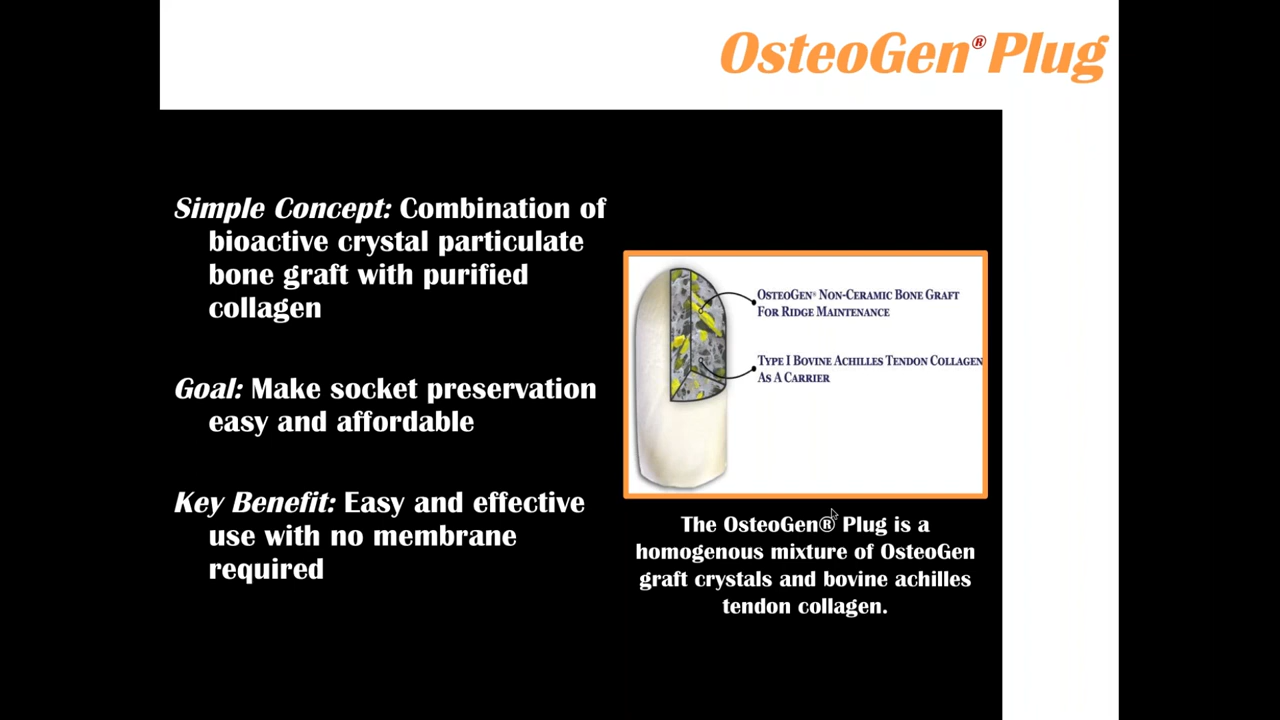 OsteoGen® Plug
Simple Concept: Combination of
bioactive crystal particulate
bone graft with purified
collagen
Goal: Make socket preservation
easy and affordable
Key Benefit: Easy and effective
use with no membrane
required
OsteoGen® Non-Ceramic Bone Graft
For Ridge Maintenance
Type I Bovine Achilles Tendon Collagen
As A Carrier
The OsteoGen® Plug is a
homogenous mixture of OsteoGen
graft crystals and bovine achilles
tendon collagen.